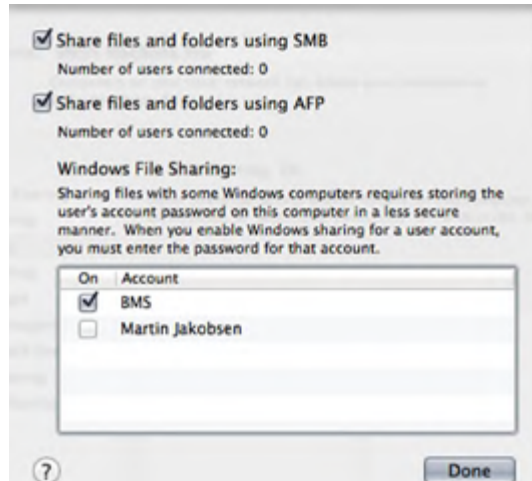 Share files and folders using SMB
Number of users connected: 0
Share files and folders using AFP
Number of users connected: 0
Windows File Sharing:
Sharing files with some Windows computers requires storing the
user's account password on this computer in a less secure
manner. When you enable Windows sharing for a user account,
you must enter the password for that account.
On Account
BMS
Martin Jakobsen
? Done